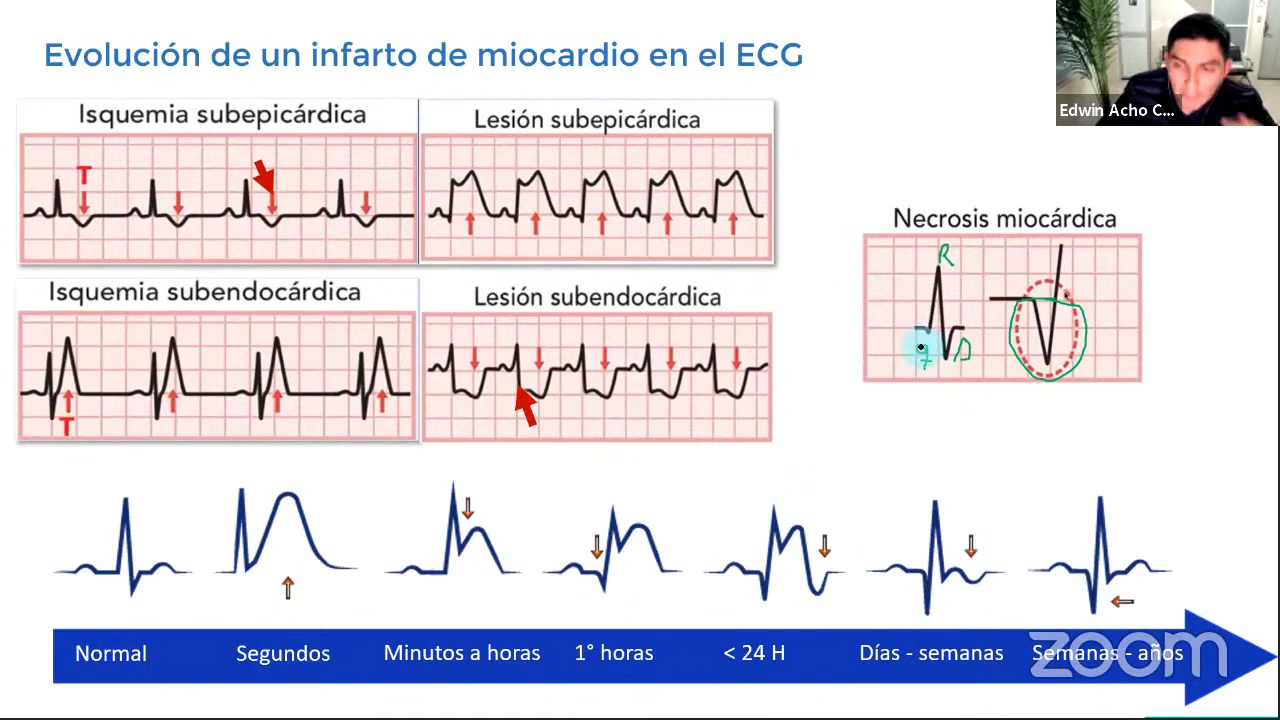 Evolución de un infarto de miocardio en el ECG
Edwin Acho C...
Isquemia subepicárdica
T
Lesión subepicárdica
Necrosis miocárdica
R
q
s
Isquemia subendocárdica
T
Lesión subendocárdica
Normal
Segundos
Minutos a horas
1° horas
< 24 H
Días - semanas
Semanas - años
zoom